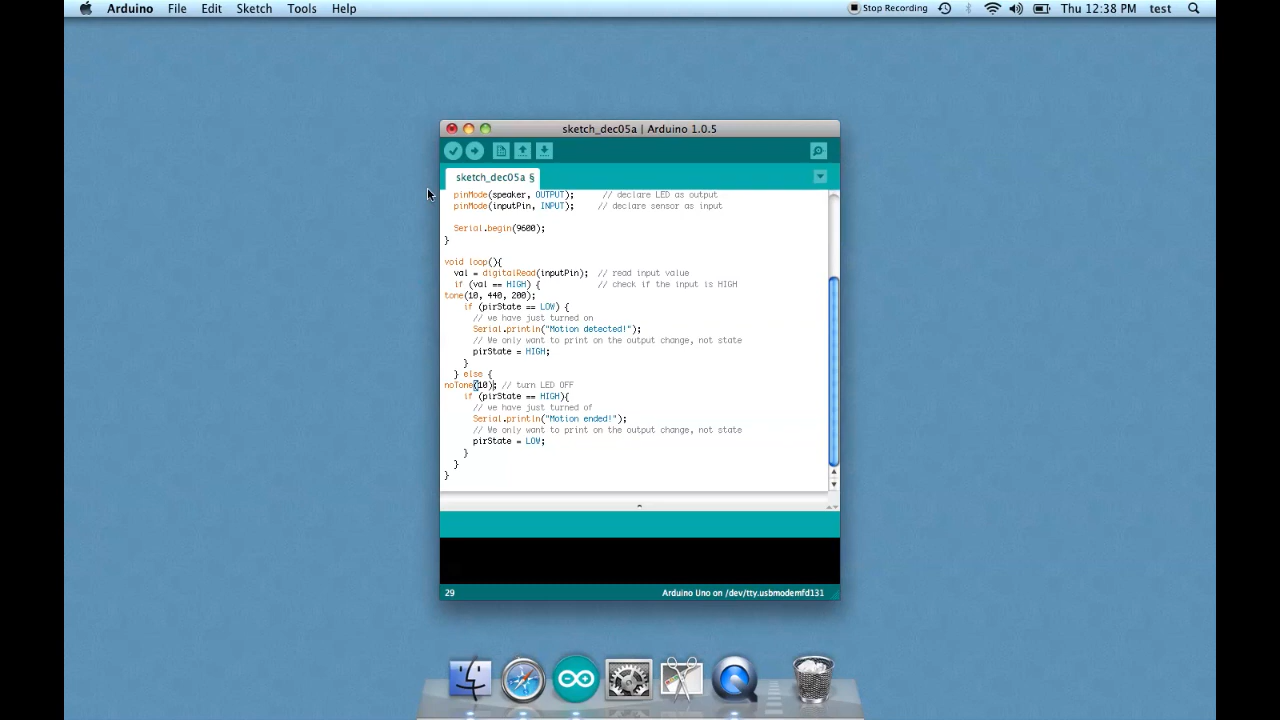 Arduino File Edit Sketch Tools Help Stop Recording Thu 12:38 PM test
sketch_dec05a | Arduino 1.0.5
sketch_dec05a §
pinMode(speaker, OUTPUT); // declare LED as output
pinMode(inputPin, INPUT); // declare sensor as input
Serial.begin(9600);
}
void loop(){
val = digitalRead(inputPin); // read input value
if (val == HIGH) { // check if the input is HIGH
tone(10, 440, 200);
if (pirState == LOW) {
// we have just turned on
Serial.println("Motion detected!");
// We only want to print on the output change, not state
pirState = HIGH;
}
} else {
noTone(10); // turn LED OFF
if (pirState == HIGH){
// we have just turned of
Serial.println("Motion ended!");
// We only want to print on the output change, not state
pirState = LOW;
}
}
}
29 Arduino Uno on /dev/tty.usbmodemfd131